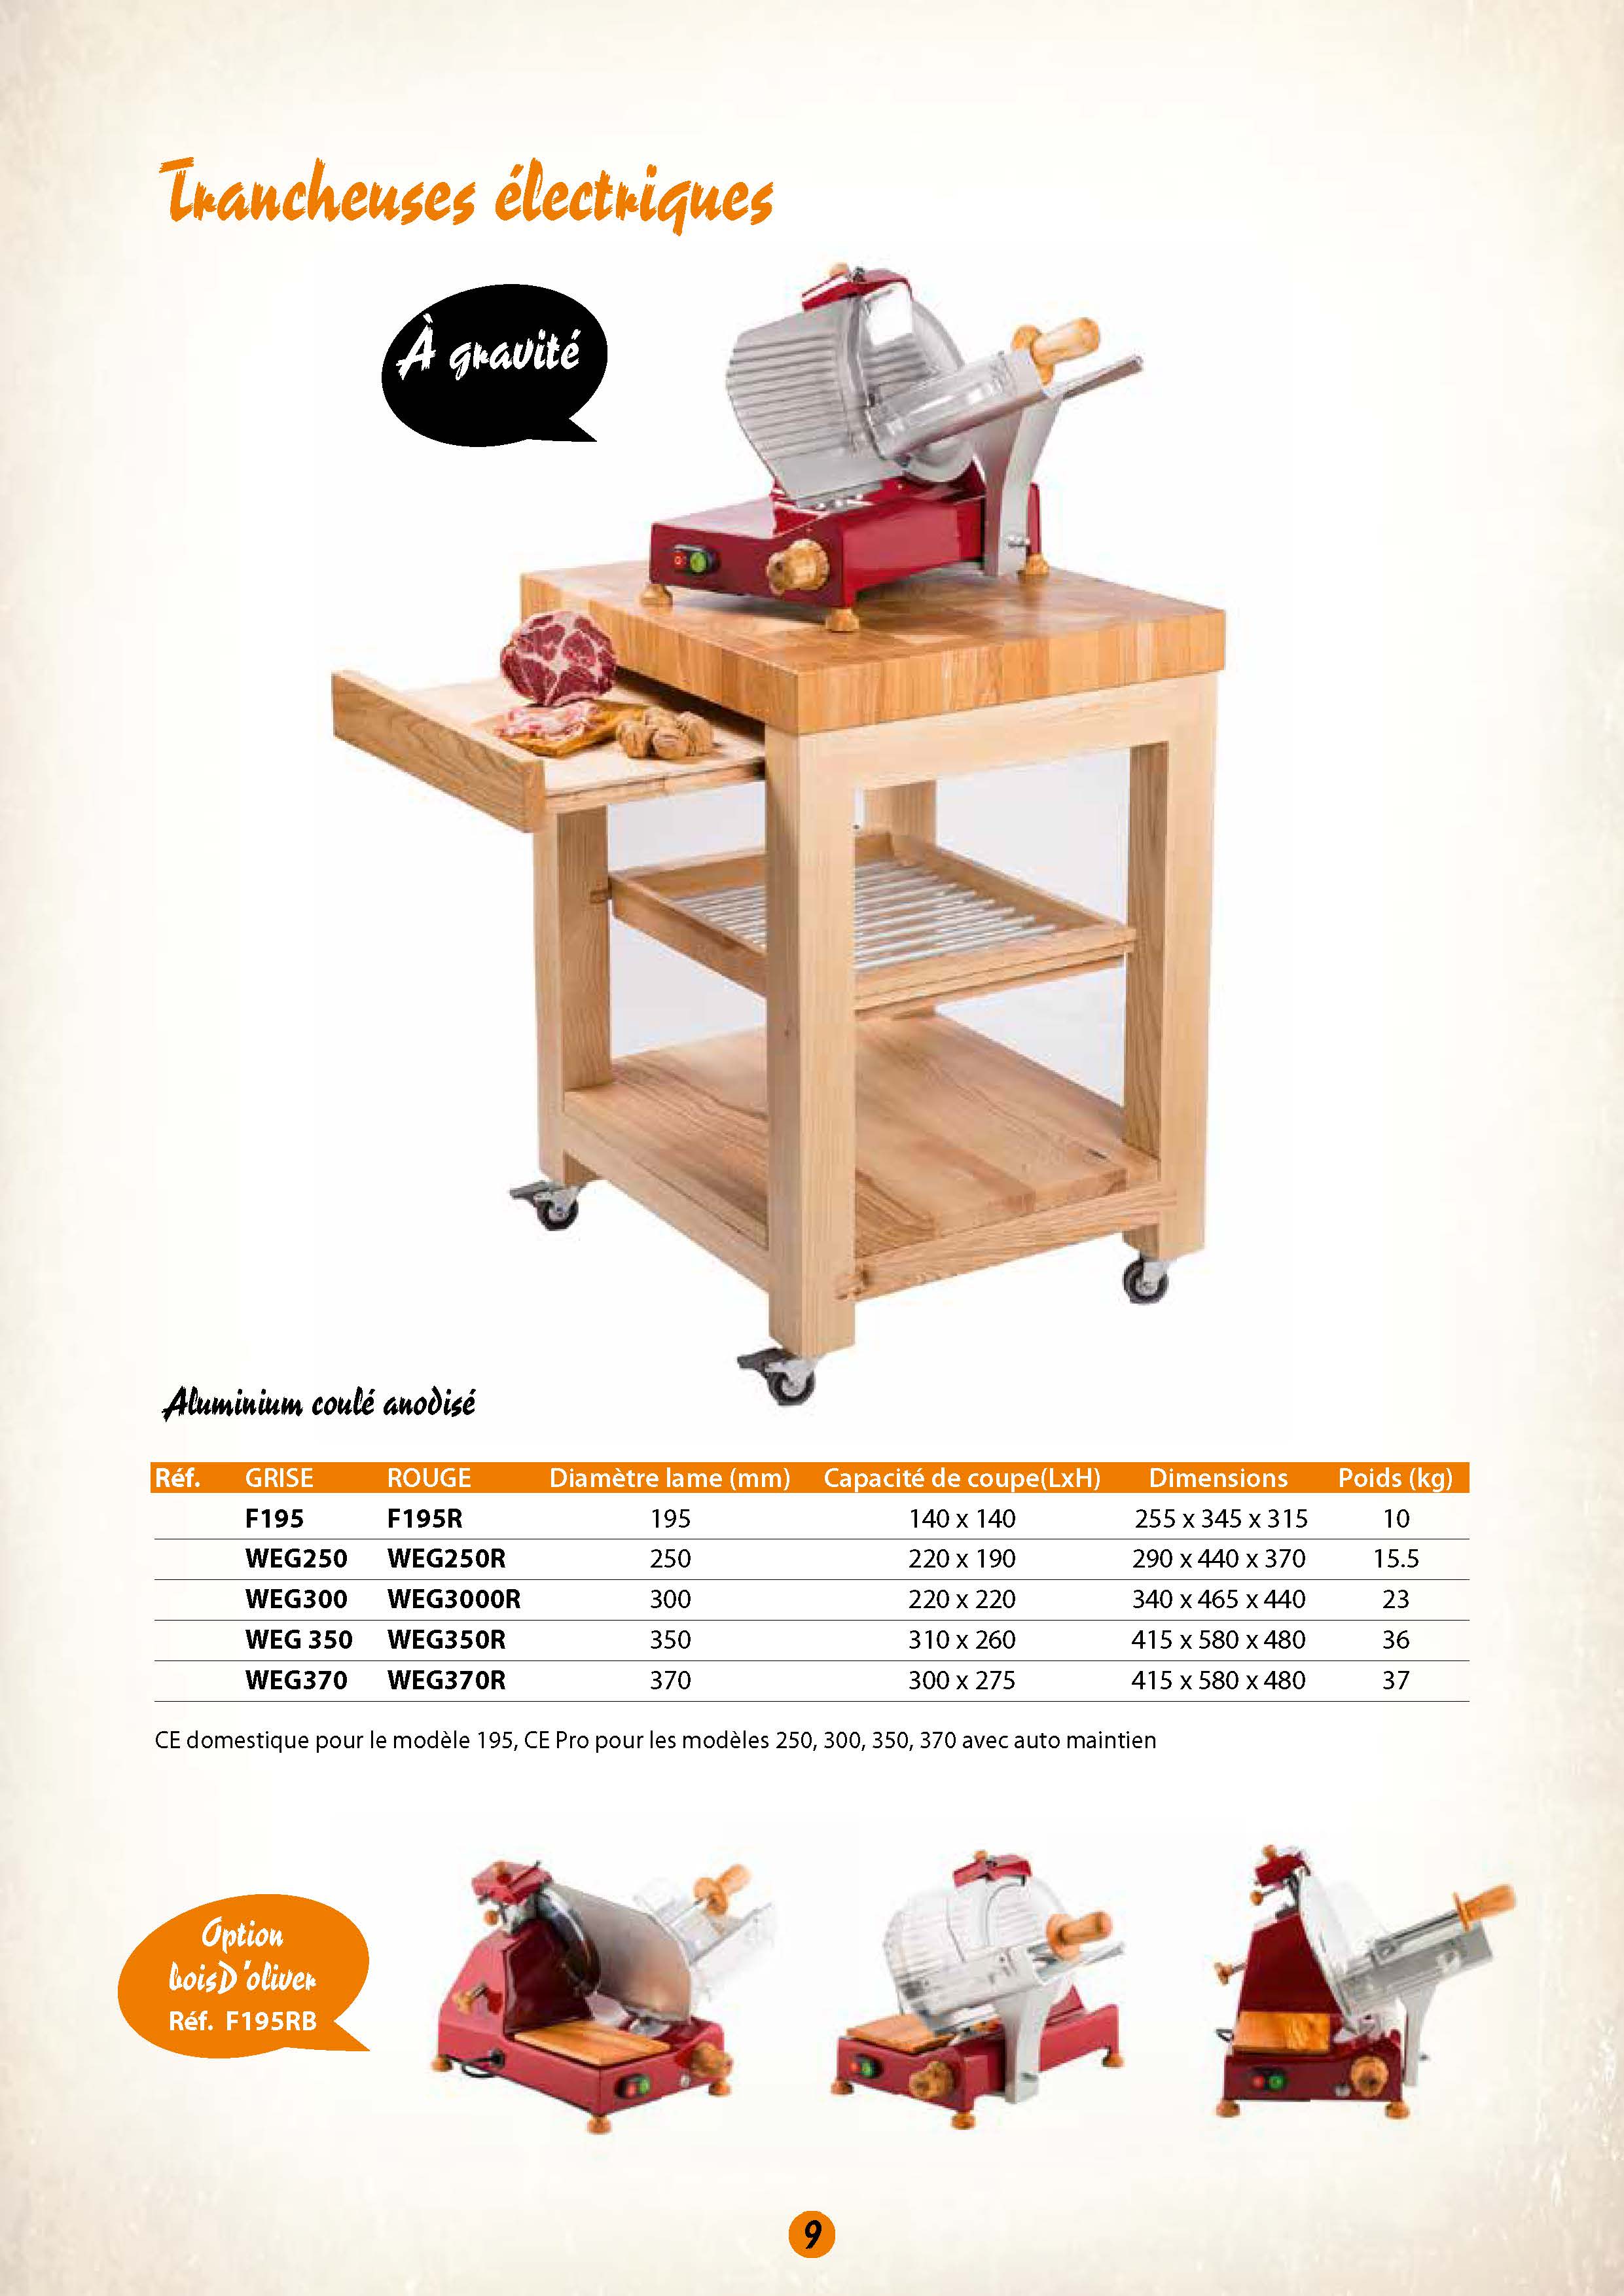 Trancheuses électriques
À gravité
Aluminium coulé anodisé
Réf. GRISE ROUGE Diamètre lame (mm) Capacité de coupe(LxH) Dimensions Poids (kg)
F195 F195R 195 140 x 140 255 x 345 x 315 10
WEG250 WEG250R 250 220 x 190 290 x 440 x 370 15.5
WEG300 WEG3000R 300 220 x 220 340 x 465 x 440 23
WEG 350 WEG350R 350 310 x 260 415 x 580 x 480 36
WEG370 WEG370R 370 300 x 275 415 x 580 x 480 37
CE domestique pour le modèle 195, CE Pro pour les modèles 250, 300, 350, 370 avec auto maintien
Option
boisD'oliver
Réf. F195RB
9